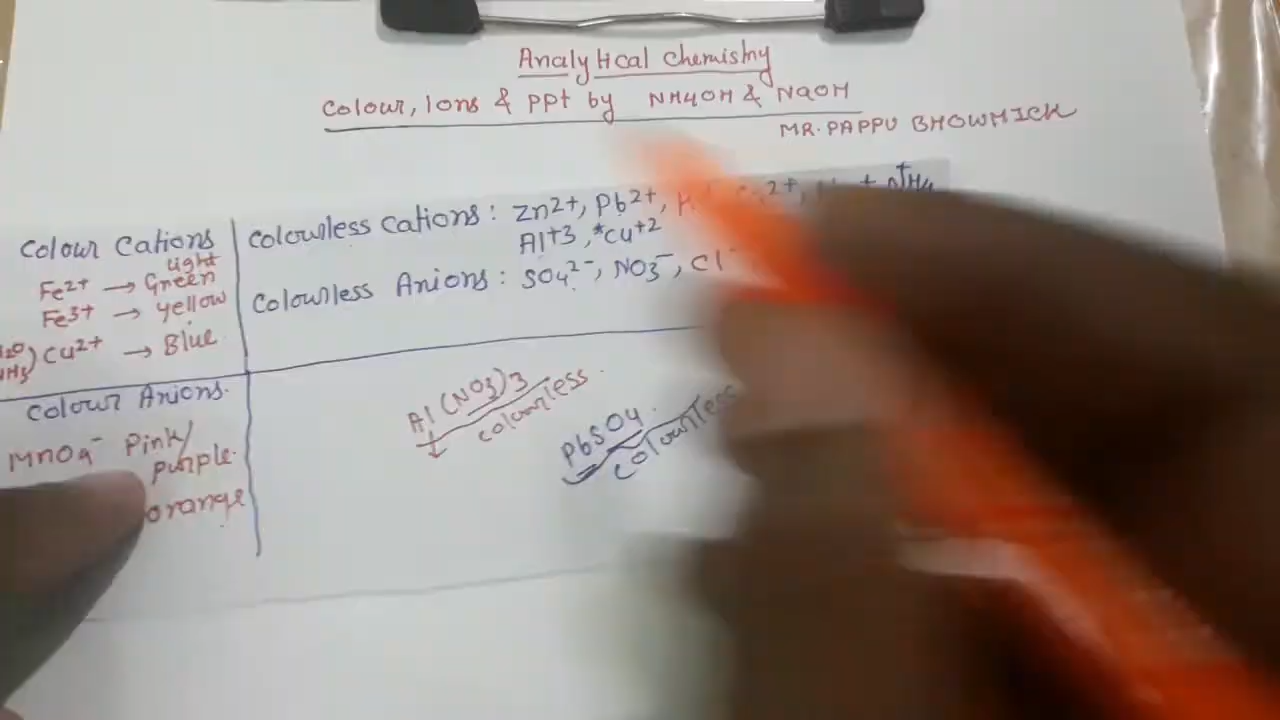 Analytical chemistry
Colour, Ions & PPt by NH4OH & NaOH
MR. PAPPU BHOWMICK
Colour Cations
Fe2+ → light Green
Fe3+ → yellow
Cu2+ → Blue
Colourless Cations: Zn2+, Pb2+,
Al+3, *Cu+2
Colourless Anions: SO4 2-, NO3-, Cl-
Colour Anions.
MnO4- Pink/
purple.
orange
Al(NO3)3
colourless
PbSO4.
colourless